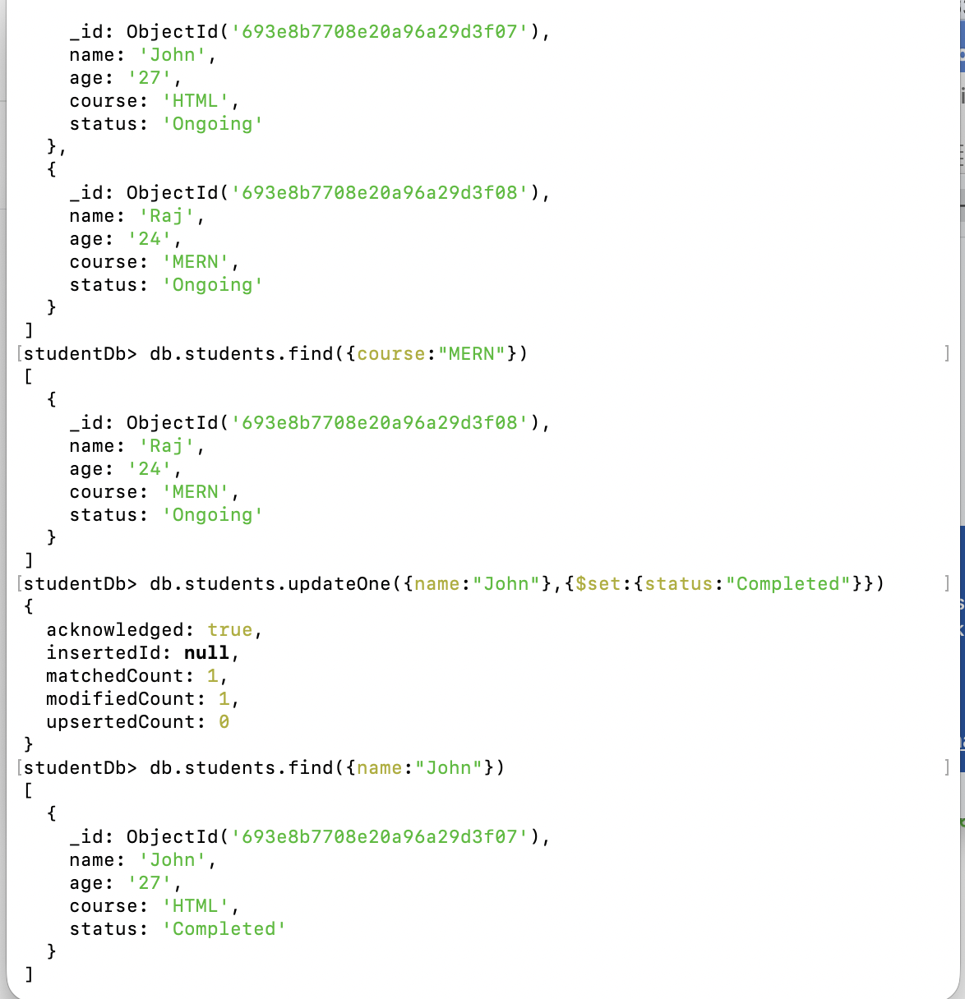 _id: ObjectId('693e8b7708e20a96a29d3f07'),
name: 'John',
age: '27',
course: 'HTML',
status: 'Ongoing'
},
{
_id: ObjectId('693e8b7708e20a96a29d3f08'),
name: 'Raj',
age: '24',
course: 'MERN',
status: 'Ongoing'
}
]
[studentDb> db.students.find({course:"MERN"}) ]
[
{
_id: ObjectId('693e8b7708e20a96a29d3f08'),
name: 'Raj',
age: '24',
course: 'MERN',
status: 'Ongoing'
}
]
[studentDb> db.students.updateOne({name:"John"},{$set:{status:"Completed"}}) ]
{
acknowledged: true,
insertedId: null,
matchedCount: 1,
modifiedCount: 1,
upsertedCount: 0
}
[studentDb> db.students.find({name:"John"}) ]
[
{
_id: ObjectId('693e8b7708e20a96a29d3f07'),
name: 'John',
age: '27',
course: 'HTML',
status: 'Completed'
}
]